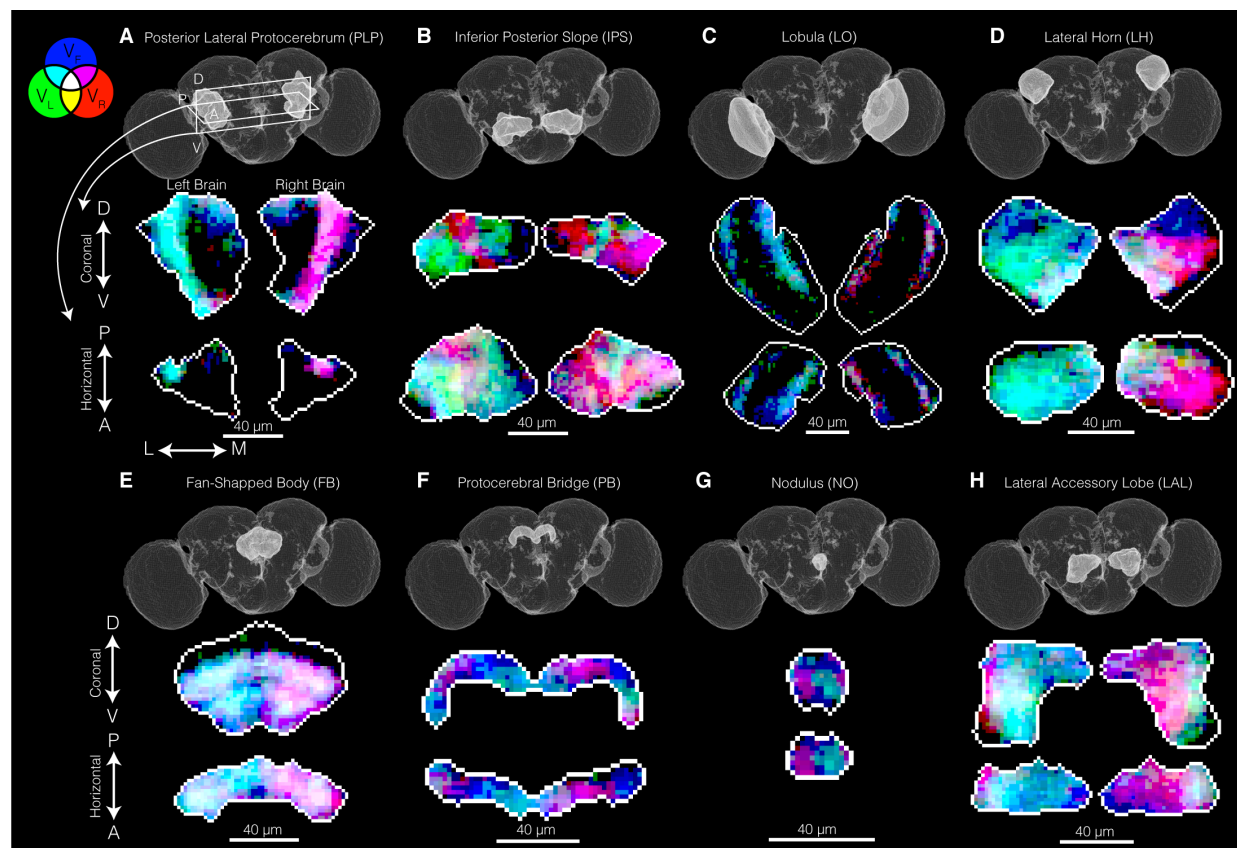 A Posterior Lateral Protocerebrum (PLP)
B Inferior Posterior Slope (IPS)
C Lobula (LO)
D Lateral Horn (LH)
V_F
V_L
V_R
D
P
A
V
Left Brain
Right Brain
D
Coronal
V
P
Horizontal
A
L
M
40 µm
40 µm
40 µm
40 µm
E Fan-Shapped Body (FB)
F Protocerebral Bridge (PB)
G Nodulus (NO)
H Lateral Accessory Lobe (LAL)
D
Coronal
V
P
Horizontal
A
40 µm
40 µm
40 µm
40 µm